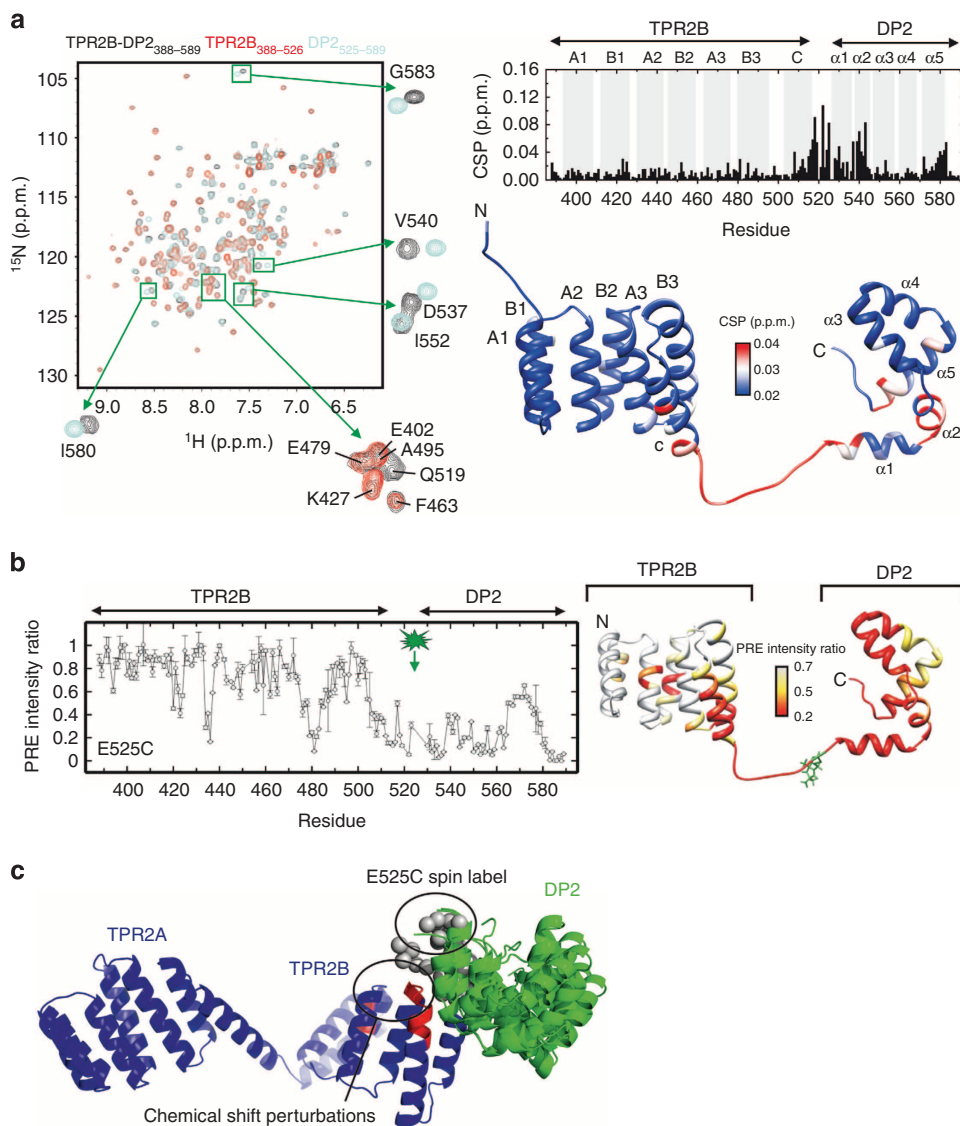 a
TPR2B-DP2388–589 TPR2B388–526 DP2525–589
105
110
115
120
125
130
15N (p.p.m.)
9.0 8.5 8.0 7.5 7.0 6.5
1H (p.p.m.)
G583
V540
D537
I552
I580
E402
E479 A495
Q519
K427
F463
TPR2B DP2
A1 B1 A2 B2 A3 B3 C α1 α2 α3 α4 α5
0.16
0.12
0.08
0.04
0.00
CSP (p.p.m.)
400 420 440 460 480 500 520 540 560 580
Residue
N
A1 B1 A2 B2 A3 B3
C
CSP (p.p.m.)
0.04
0.03
0.02
α4
α3
C
α5
α2
α1
b
TPR2B DP2
1
0.8
0.6
0.4
0.2
0
PRE intensity ratio
E525C
400 420 440 460 480 500 520 540 560 580
Residue
TPR2B DP2
N
PRE intensity ratio
0.7
0.5
0.2
C
c
E525C spin label
DP2
TPR2A
TPR2B
Chemical shift perturbations